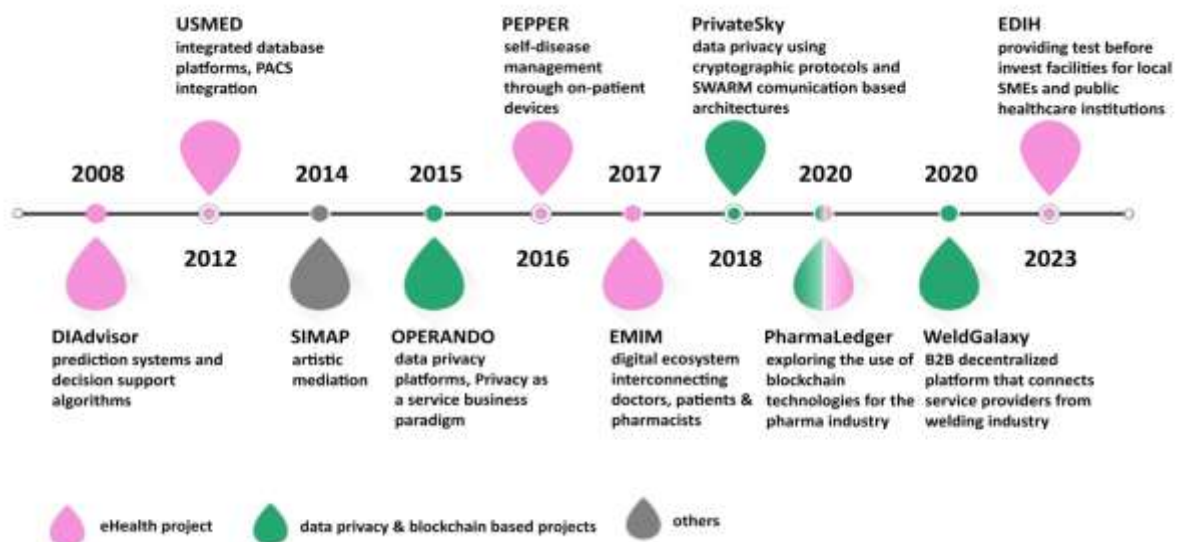 USMED
integrated database
platforms, PACS
integration
PEPPER
self-disease
management
through on-patient
devices
PrivateSky
data privacy using
cryptographic protocols and
SWARM comunication based
architectures
EDIH
providing test before
invest facilities for local
SMEs and public
healthcare institutions
2008
2014
2015
2017
2020
2020
2012
2016
2018
2023
DIAdvisor
prediction systems and
decision support
algorithms
SIMAP
artistic
mediation
OPERANDO
data privacy
platforms, Privacy as
a service business
paradigm
EMIM
digital ecosystem
interconnecting
doctors, patients &
pharmacists
PharmaLedger
exploring the use of
blockchain
technologies for the
pharma industry
WeldGalaxy
B2B decentralized
platform that connects
service providers from
welding industry
eHealth project
data privacy & blockchain based projects
others